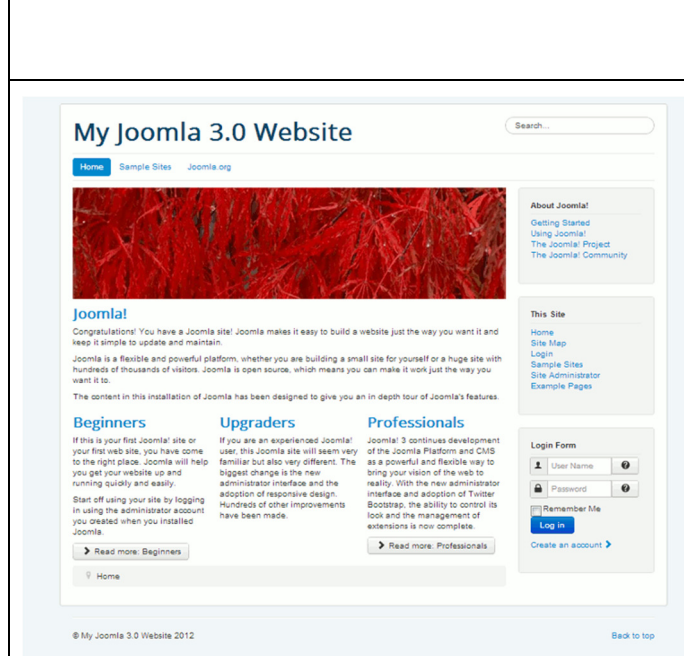 My Joomla 3.0 Website
Search...
Home
Sample Sites
Joomla.org
Joomla!
Congratulations! You have a Joomla site! Joomla makes it easy to build a website just the way you want it and
keep it simple to update and maintain.
Joomla is a flexible and powerful platform, whether you are building a small site for yourself or a huge site with
hundreds of thousands of visitors. Joomla is open source, which means you can make it work just the way you
want it to.
The content in this installation of Joomla has been designed to give you an in depth tour of Joomla's features.
Beginners
If this is your first Joomla! site or
your first web site, you have come
to the right place. Joomla will help
you get your website up and
running quickly and easily.
Start off using your site by logging
in using the administrator account
you created when you installed
Joomla.
Read more: Beginners
Upgraders
If you are an experienced Joomla!
user, this Joomla site will seem very
familiar but also very different. The
biggest change is the new
administrator interface and the
adoption of responsive design.
Hundreds of other improvements
have been made.
Professionals
Joomla! 3 continues development
of the Joomla Platform and CMS
as a powerful and flexible way to
bring your vision of the web to
reality. With the new administrator
interface and adoption of Twitter
Bootstrap, the ability to control its
look and the management of
extensions is now complete.
Read more: Professionals
Home
About Joomla!
Getting Started
Using Joomla!
The Joomla! Project
The Joomla! Community
This Site
Home
Site Map
Login
Sample Sites
Site Administrator
Example Pages
Login Form
User Name
Password
Remember Me
Log in
Create an account
© My Joomla 3.0 Website 2012
Back to top